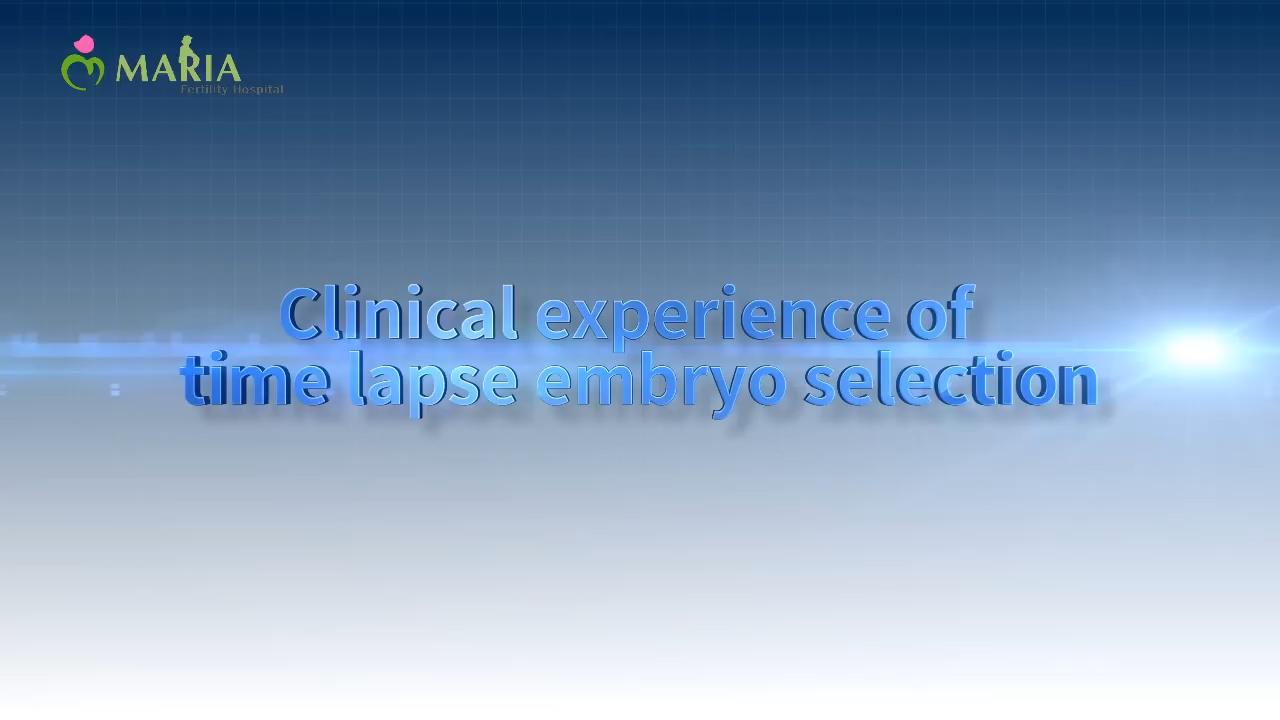 MARIA
Fertility Hospital
Clinical experience of
time lapse embryo selection